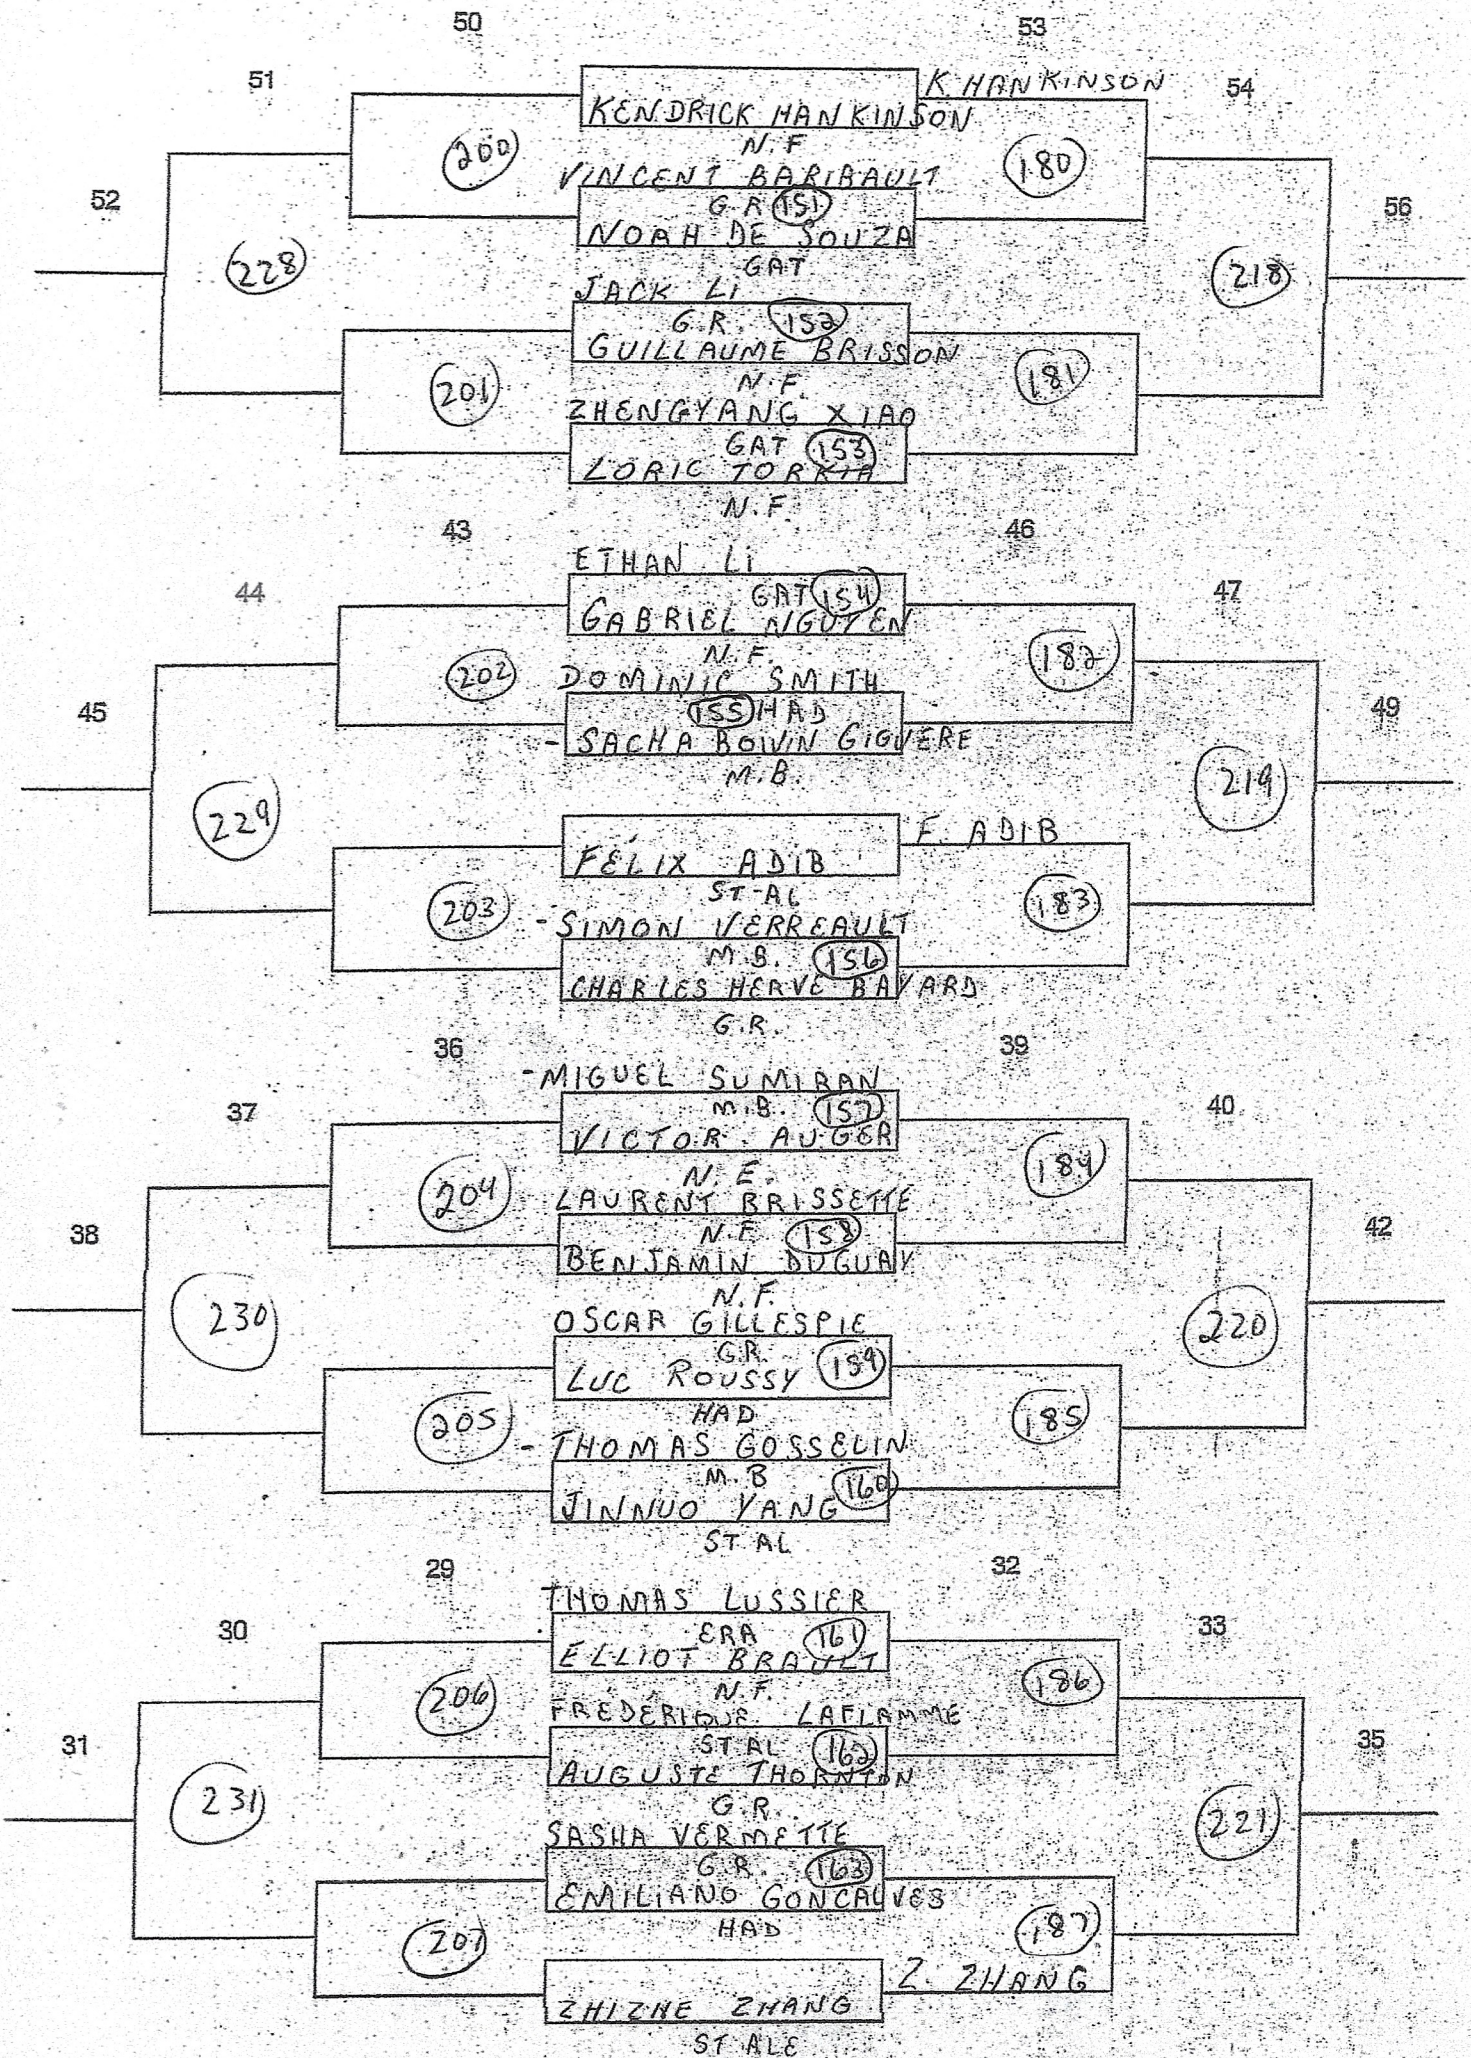 50
53
51
K. HANKINSON
54
KENDRICK HANKINSON
N.F
200
180
VINCENT BARIBAULT
52
G.R 151
56
NOAH DE SOUZA
GAT
228
218
JACK Li
G.R. 152
GUILLAUME BRISSON
N.F.
201
181
ZHENGYANG XIAO
GAT 153
LORIC TORKIA
N.F.
43
46
ETHAN Li
44
47
GAT 154
GABRIEL NGUYEN
N.F.
202
182
DOMINIC SMITH
45
155 HAD
49
- SACHA BOIVIN GIGUERE
M.B.
229
219
F. ADIB
FÉLIX ADIB
ST-AL
203
183
- SIMON VERREAULT
M.B. 156
CHARLES HERVE BAYARD
G.R.
36
39
- MIGUEL SUMIRAN
37
40
M.B. 157
VICTOR AUGER
N.E.
204
184
LAURENT BRISSETTE
38
N.F. 158
42
BENJAMIN DUGUAY
N.F.
230
220
OSCAR GILLESPIE
G.R.
LUC ROUSSY 159
HAD
205
185
- THOMAS GOSSELIN
M.B 160
JINNUO YANG
ST.AL
29
32
THOMAS LUSSIER
30
33
ERA 161
ELLIOT BRAULT
N.F.
206
186
FRÉDÉRIQUE LAFLAMME
31
ST AL 162
35
AUGUSTE THORNTON
G.R.
231
221
SASHA VERMETTE
G.R. 163
EMILIANO GONCALVES
HAD
207
187
Z. ZHANG
ZHIZHE ZHANG
ST ALE